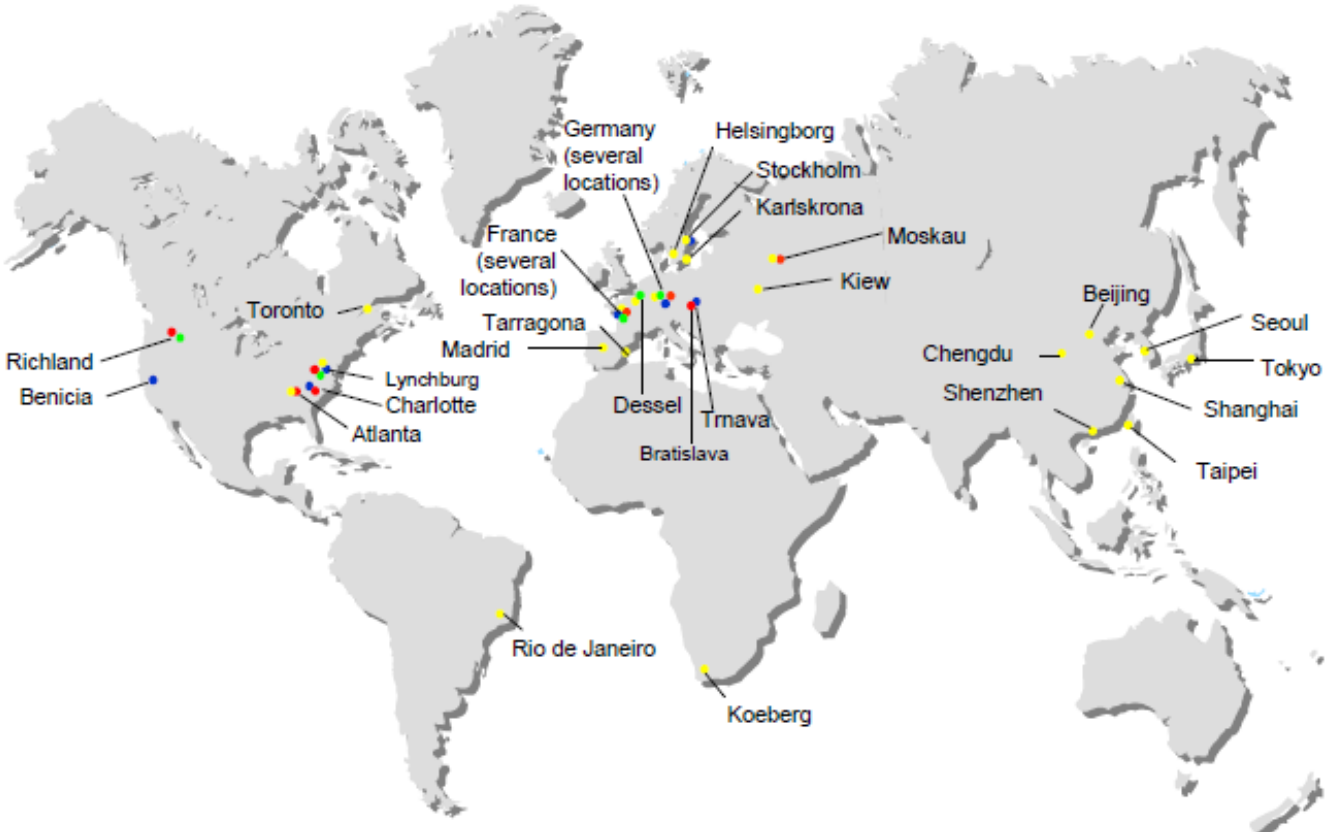 Germany
(several
locations)
Helsingborg
Stockholm
Karlskrona
France
(several
locations)
Moskau
Kiew
Toronto
Tarragona
Madrid
Beijing
Seoul
Richland
Benicia
Lynchburg
Charlotte
Atlanta
Chengdu
Tokyo
Shenzhen
Shanghai
Dessel
Trnava
Bratislava
Taipei
Rio de Janeiro
Koeberg